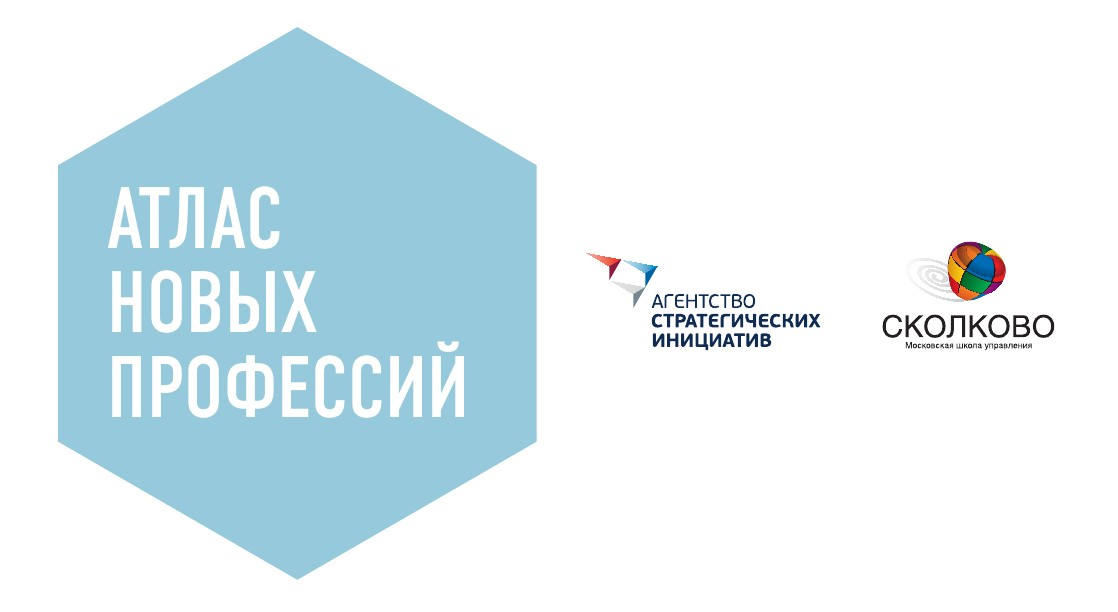 АТЛАС
НОВЫХ
ПРОФЕССИЙ
АГЕНТСТВО
СТРАТЕГИЧЕСКИХ
ИНИЦИАТИВ
СКОЛКОВО
Московская школа управления